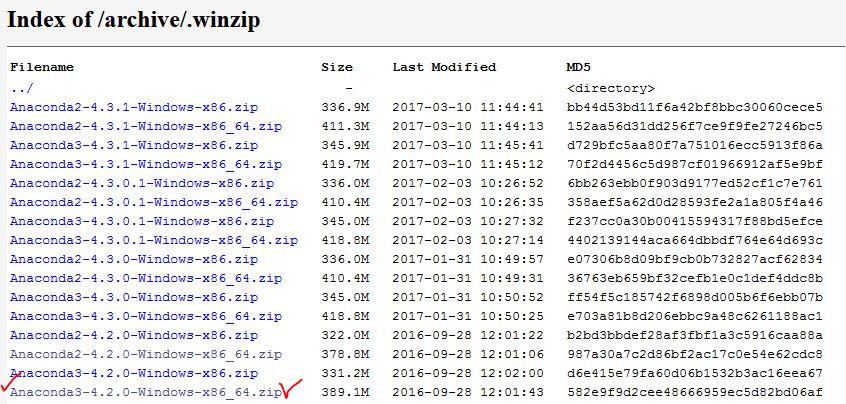 Index of /archive/.winzip
Filename Size Last Modified MD5
../ - <directory>
Anaconda2-4.3.1-Windows-x86.zip 336.9M 2017-03-10 11:44:41 bb44d53bd11f6a42bf8bbc30060cece5
Anaconda2-4.3.1-Windows-x86_64.zip 411.3M 2017-03-10 11:44:13 152aa56d31dd256f7ce9f9fe27246bc5
Anaconda3-4.3.1-Windows-x86.zip 345.9M 2017-03-10 11:45:41 d729bfc5aa80f7a751016ecc5913f86a
Anaconda3-4.3.1-Windows-x86_64.zip 419.7M 2017-03-10 11:45:12 70f2d4456c5d987cf01966912af5e9bf
Anaconda2-4.3.0.1-Windows-x86.zip 336.0M 2017-02-03 10:26:52 6bb263ebb0f903d9177ed52cf1c7e761
Anaconda2-4.3.0.1-Windows-x86_64.zip 410.4M 2017-02-03 10:26:35 358aef5a62d0d28593fe2a1a805f4a46
Anaconda3-4.3.0.1-Windows-x86.zip 345.0M 2017-02-03 10:27:32 f237cc0a30b00415594317f88bd5efce
Anaconda3-4.3.0.1-Windows-x86_64.zip 418.8M 2017-02-03 10:27:14 4402139144aca664dbbdf764e64d693c
Anaconda2-4.3.0-Windows-x86.zip 336.0M 2017-01-31 10:49:57 e07306b8d09bf9cb0b732827acf62834
Anaconda2-4.3.0-Windows-x86_64.zip 410.4M 2017-01-31 10:49:31 36763eb659bf32cefb1e0c1def4ddc8b
Anaconda3-4.3.0-Windows-x86.zip 345.0M 2017-01-31 10:50:52 ff54f5c185742f6898d005b6f6ebb07b
Anaconda3-4.3.0-Windows-x86_64.zip 418.8M 2017-01-31 10:50:25 e703a81b8d206ebbc9a48c6261188ac1
Anaconda2-4.2.0-Windows-x86.zip 322.0M 2016-09-28 12:01:22 b2bd3bbdef28af3fbf1a3c5916caa88a
Anaconda2-4.2.0-Windows-x86_64.zip 378.8M 2016-09-28 12:01:06 987a30a7c2d86bf2ac17c0e54e62cdc8
Anaconda3-4.2.0-Windows-x86.zip 331.2M 2016-09-28 12:02:00 d6e415e79fa60d06b1532b3ac16eea67
Anaconda3-4.2.0-Windows-x86_64.zip 389.1M 2016-09-28 12:01:43 582e9f9d2cee48666959ec5d82bd06af